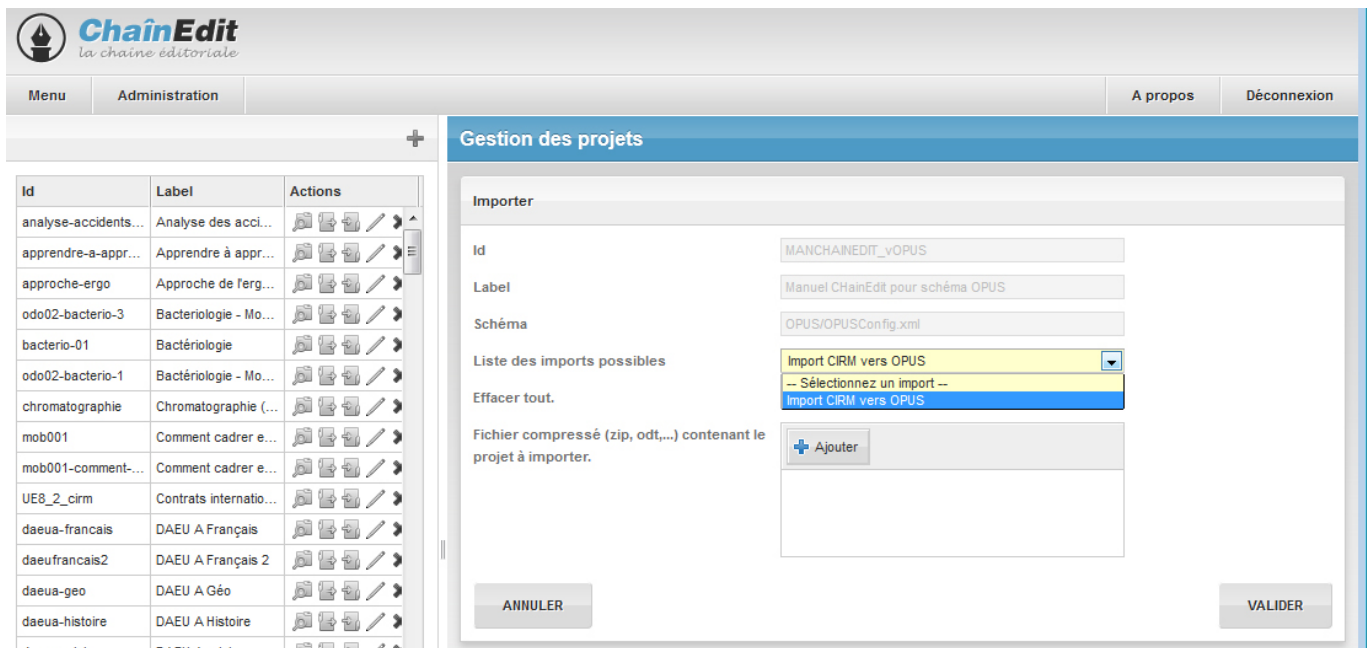 ChaînEdit
la chaîne éditoriale
Menu Administration A propos Déconnexion
Gestion des projets
Id Label Actions
analyse-accidents... Analyse des acci...
apprendre-a-appr... Apprendre à appr...
approche-ergo Approche de l'erg...
odo02-bacterio-3 Bacteriologie - Mo...
bacterio-01 Bactériologie
odo02-bacterio-1 Bactériologie - Mo...
chromatographie Chromatographie (...
mob001 Comment cadrer e...
mob001-comment-... Comment cadrer e...
UE8_2_cirm Contrats internatio...
daeua-francais DAEU A Français
daeufrancais2 DAEU A Français 2
daeua-geo DAEU A Géo
daeua-histoire DAEU A Histoire
Importer
Id MANCHAINEDIT_vOPUS
Label Manuel CHainEdit pour schéma OPUS
Schéma OPUS/OPUSConfig.xml
Liste des imports possibles Import CIRM vers OPUS
-- Sélectionnez un import --
Import CIRM vers OPUS
Effacer tout.
Fichier compressé (zip, odt,...) contenant le
projet à importer.
Ajouter
ANNULER VALIDER